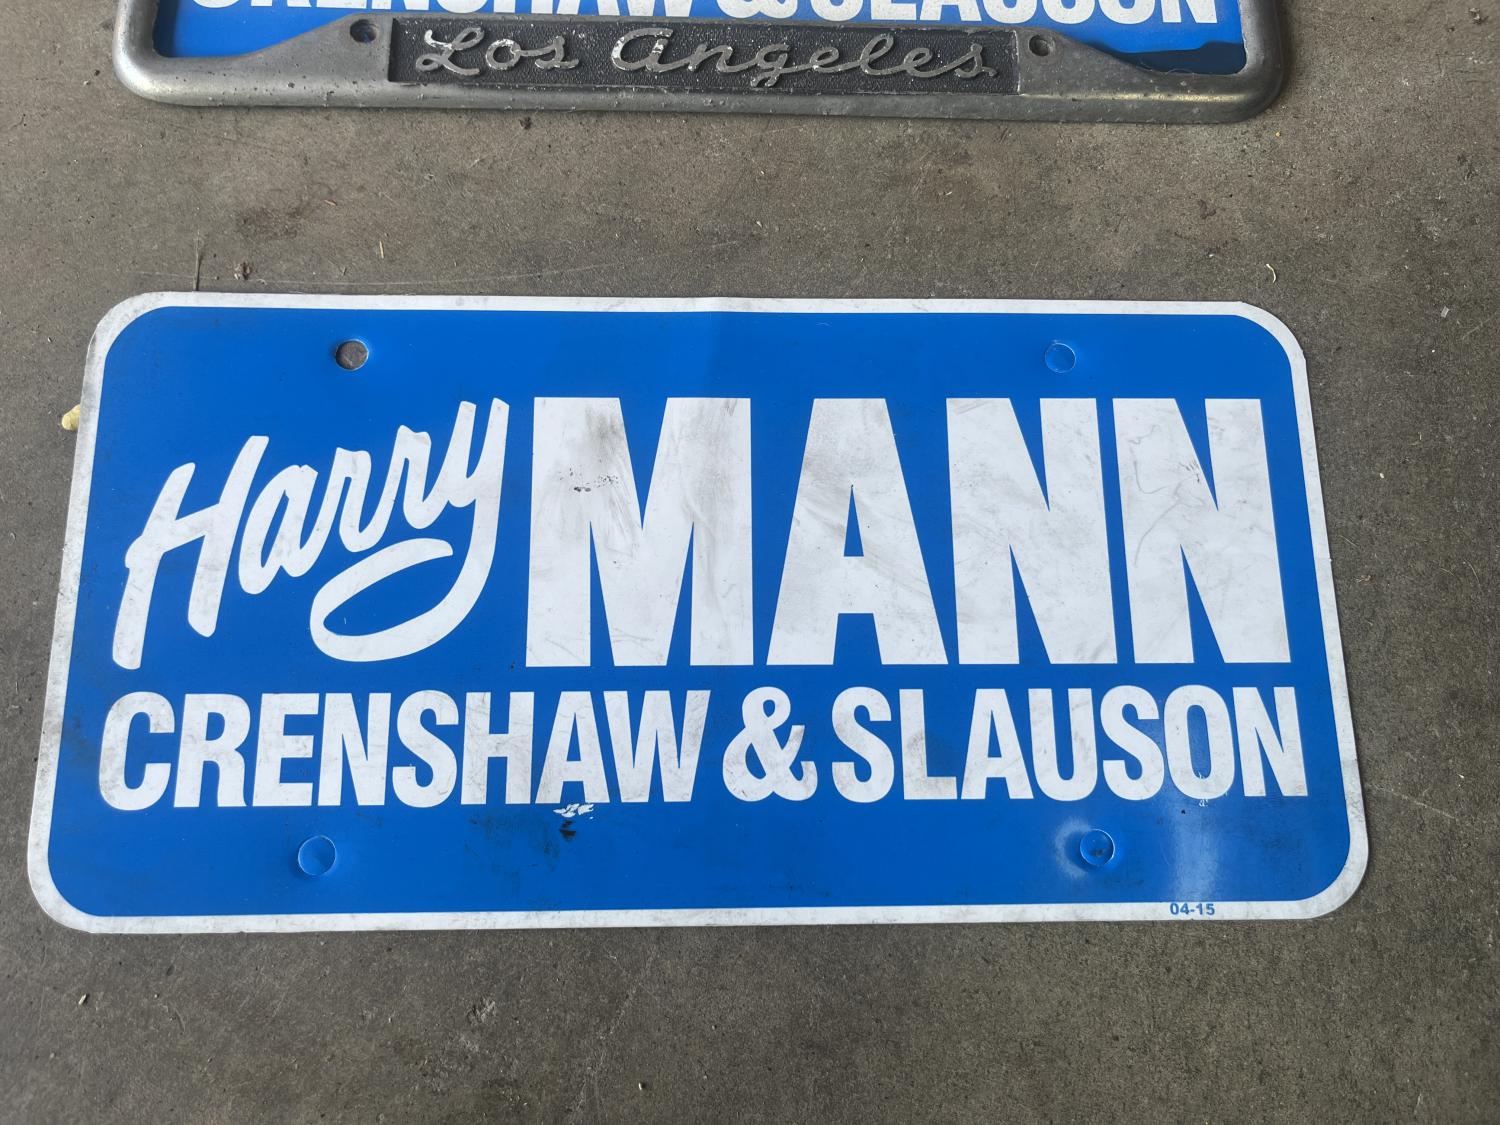 CRENSHAW & SLAUSON
Los Angeles
Harry MANN
CRENSHAW & SLAUSON
04-15